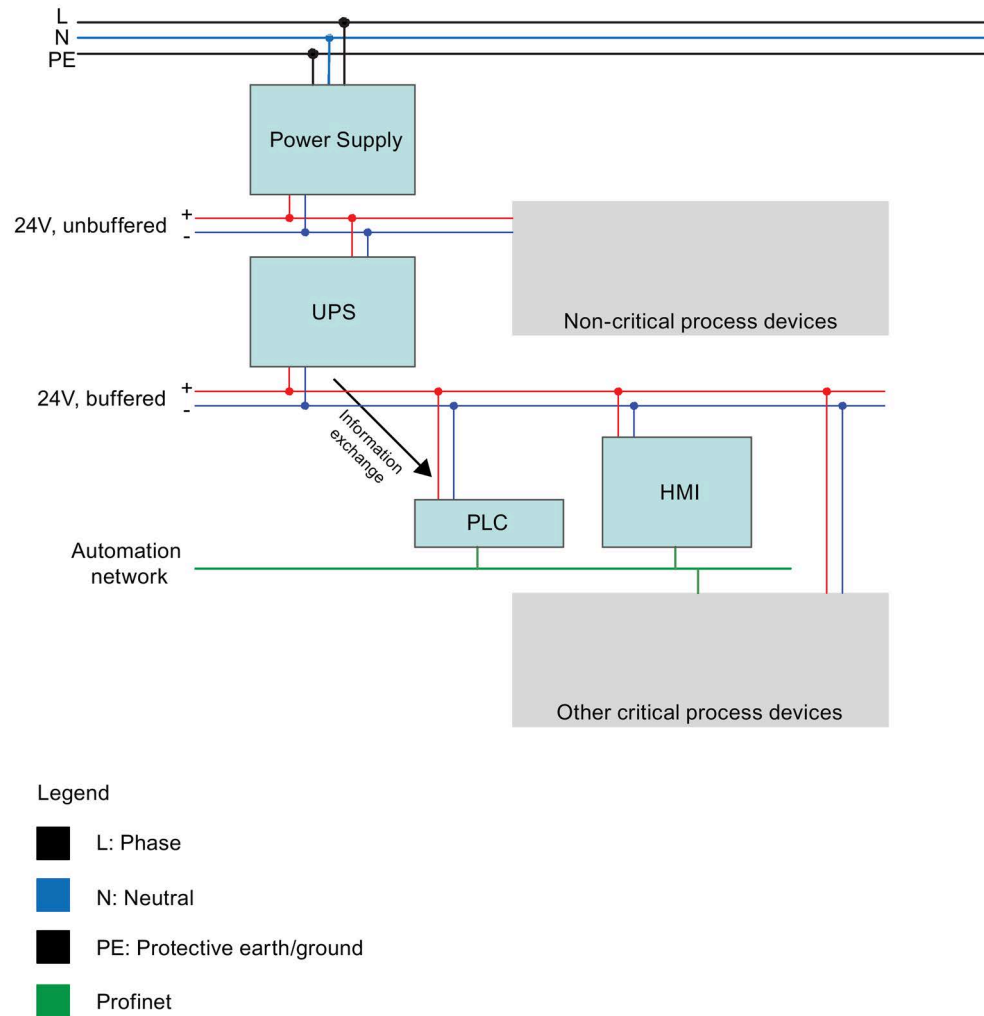 L
N
PE
Power Supply
24V, unbuffered
+
-
UPS
Non-critical process devices
24V, buffered
+
-
Information
exchange
HMI
PLC
Automation
network
Other critical process devices
Legend
L: Phase
N: Neutral
PE: Protective earth/ground
Profinet